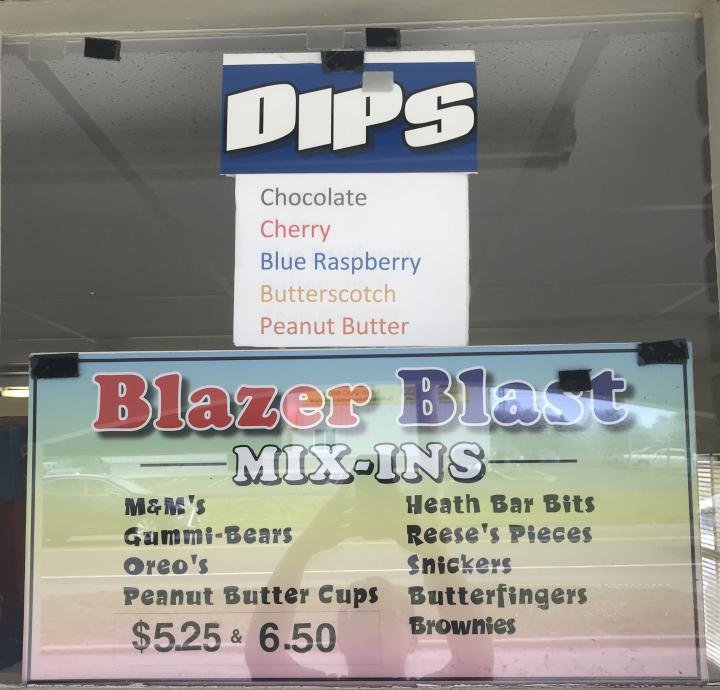 DIPS
Chocolate
Cherry
Blue Raspberry
Butterscotch
Peanut Butter
Blazer Blast
MIX-INS
M&M's
Gummi-Bears
Oreo's
Peanut Butter Cups
$5.25 & 6.50
Heath Bar Bits
Reese's Pieces
Snickers
Butterfingers
Brownies